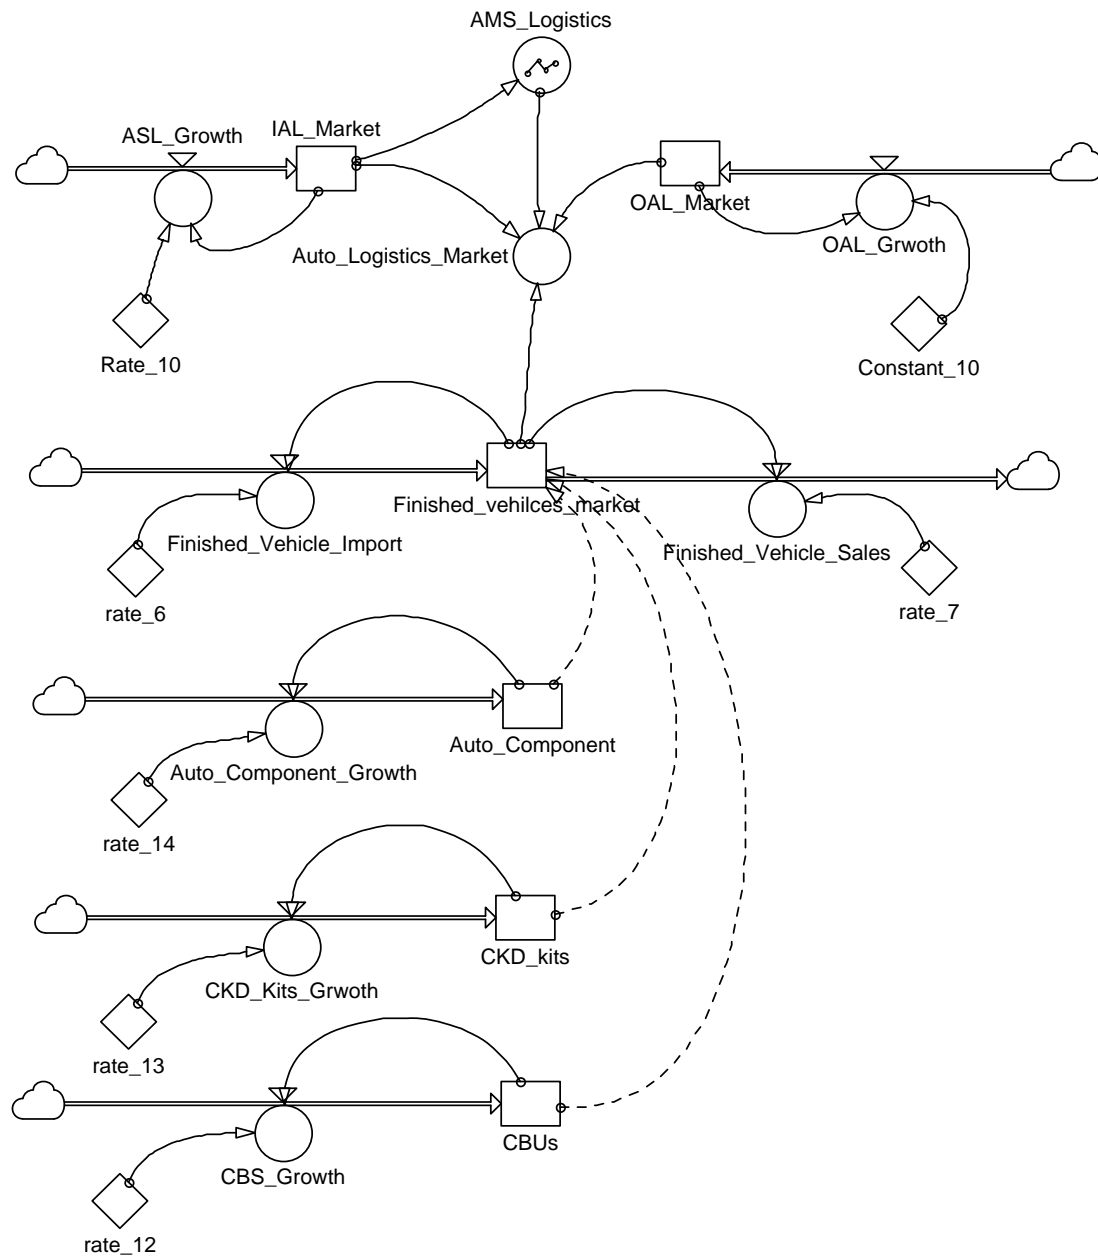 AMS_Logistics
ASL_Growth
IAL_Market
OAL_Market
Auto_Logistics_Market
OAL_Grwoth
Rate_10
Constant_10
Finished_vehilces_market
Finished_Vehicle_Import
Finished_Vehicle_Sales
rate_6
rate_7
Auto_Component
Auto_Component_Growth
rate_14
CKD_kits
CKD_Kits_Grwoth
rate_13
CBUs
CBS_Growth
rate_12